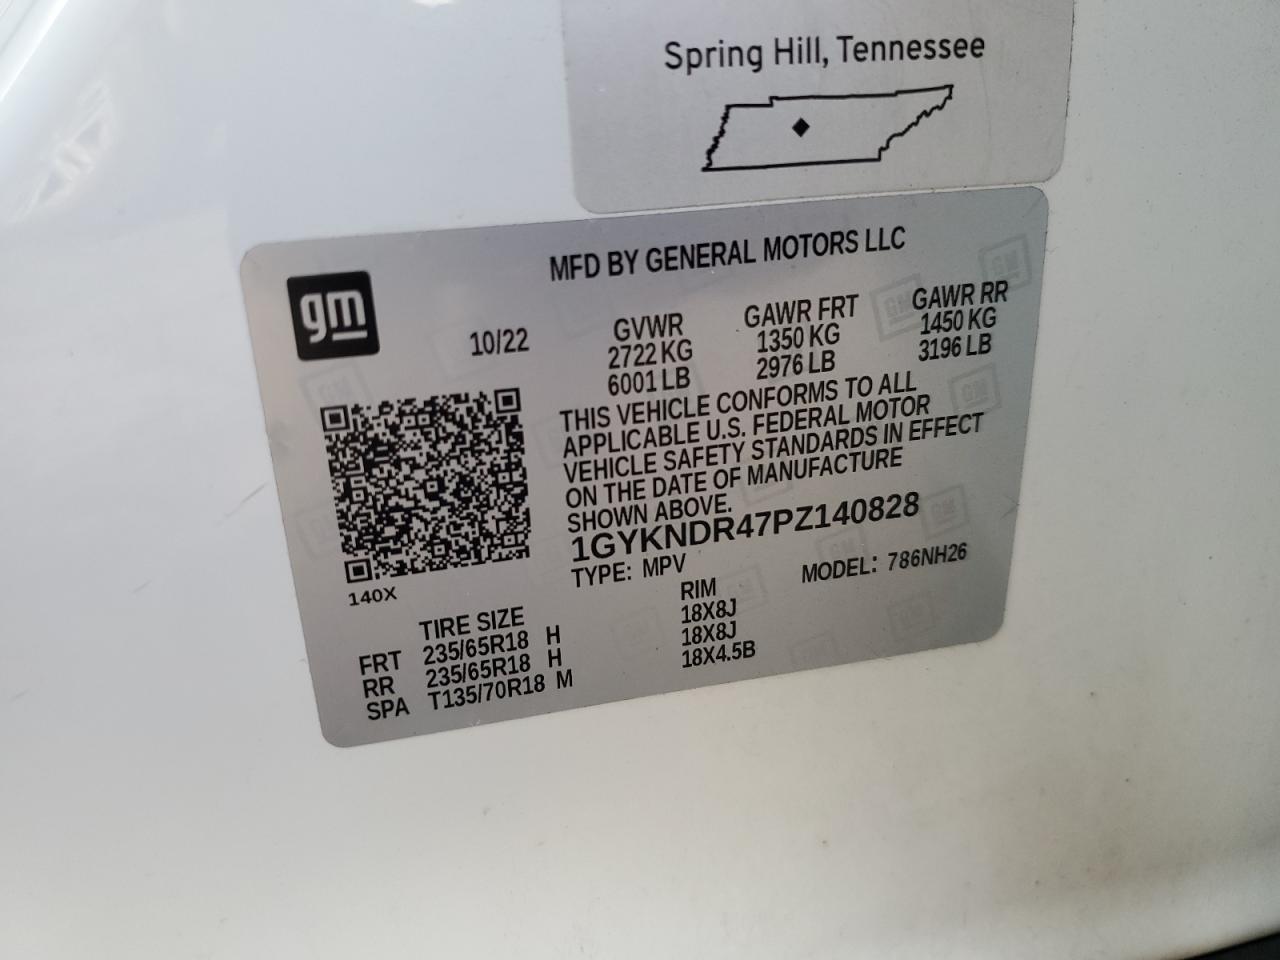 Spring Hill, Tennessee
MFD BY GENERAL MOTORS LLC
gm
10/22
GVWR
2722 KG
6001 LB
GAWR FRT
1350 KG
2976 LB
GAWR RR
1450 KG
3196 LB
THIS VEHICLE CONFORMS TO ALL
APPLICABLE U.S. FEDERAL MOTOR
VEHICLE SAFETY STANDARDS IN EFFECT
ON THE DATE OF MANUFACTURE
SHOWN ABOVE.
1GYKNDR47PZ140828
TYPE: MPV
MODEL: 786NH26
140X
TIRE SIZE RIM
FRT 235/65R18 H 18X8J
RR 235/65R18 H 18X8J
SPA T135/70R18 M 18X4.5B